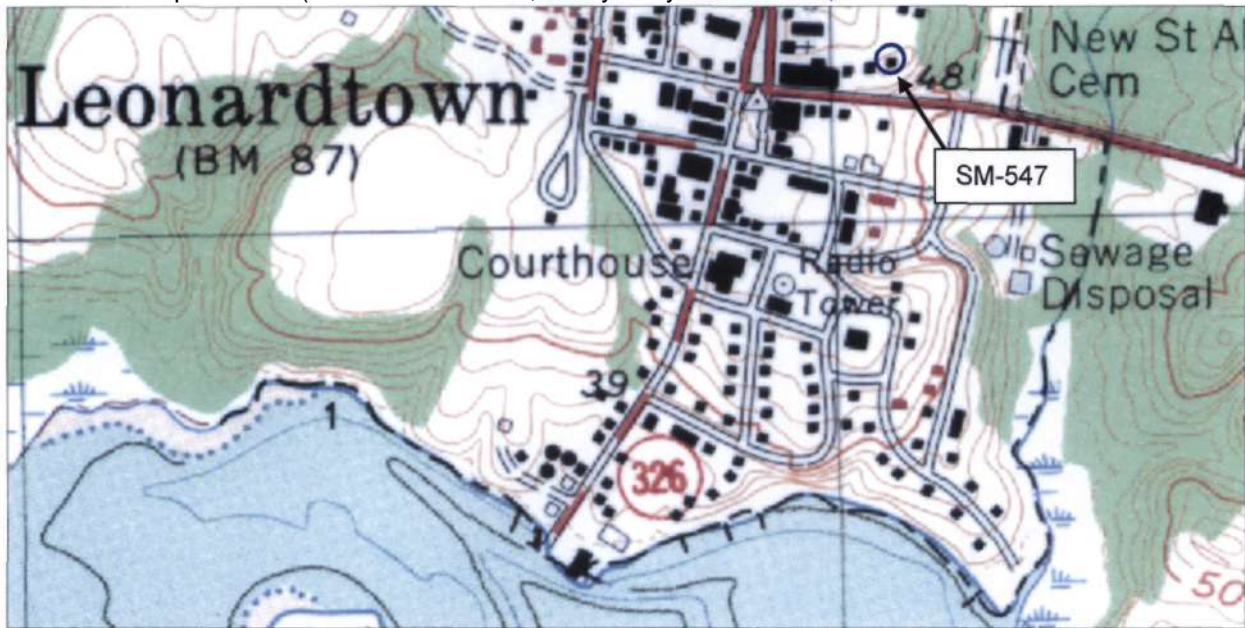 New St Al
Cem
48
Leonardtown
(BM 87)
SM-547
Courthouse
Radio
Tower
Sewage
Disposal
39
1
326
50